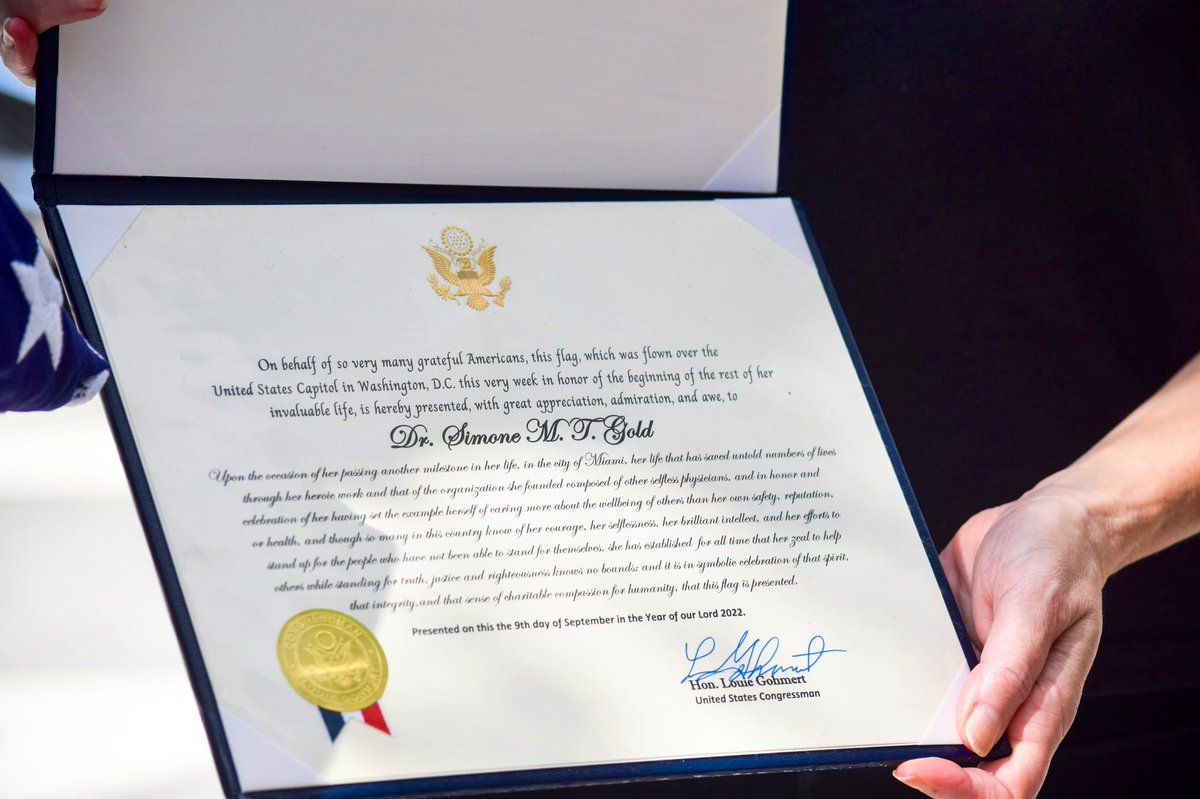 On behalf of so very many grateful Americans, this flag, which was flown over the
United States Capitol in Washington, D.C. this very week in honor of the beginning of the rest of her
invaluable life, is hereby presented, with great appreciation, admiration, and awe, to
Dr. Simone M. T. Gold
Upon the occasion of her passing another milestone in her life, in the city of Miami, her life that has saved untold numbers of lives
through her heroic work and that of the organization she founded composed of other selfless physicians, and in honor and
celebration of her having set the example herself of caring more about the wellbeing of others than her own safety, reputation,
or health, and though so many in this country know of her courage, her selflessness, her brilliant intellect, and her efforts to
stand up for the people who have not been able to stand for themselves, she has established for all time that her zeal to help
others while standing for truth, justice and righteousness knows no bounds; and it is in symbolic celebration of that spirit,
that integrity,and that sense of charitable compassion for humanity, that this flag is presented.
Presented on this the 9th day of September in the Year of our Lord 2022.
CONGRESSMAN
LOUIE GOHMERT
L Gohmert
Hon. Louie Gohmert
United States Congressman